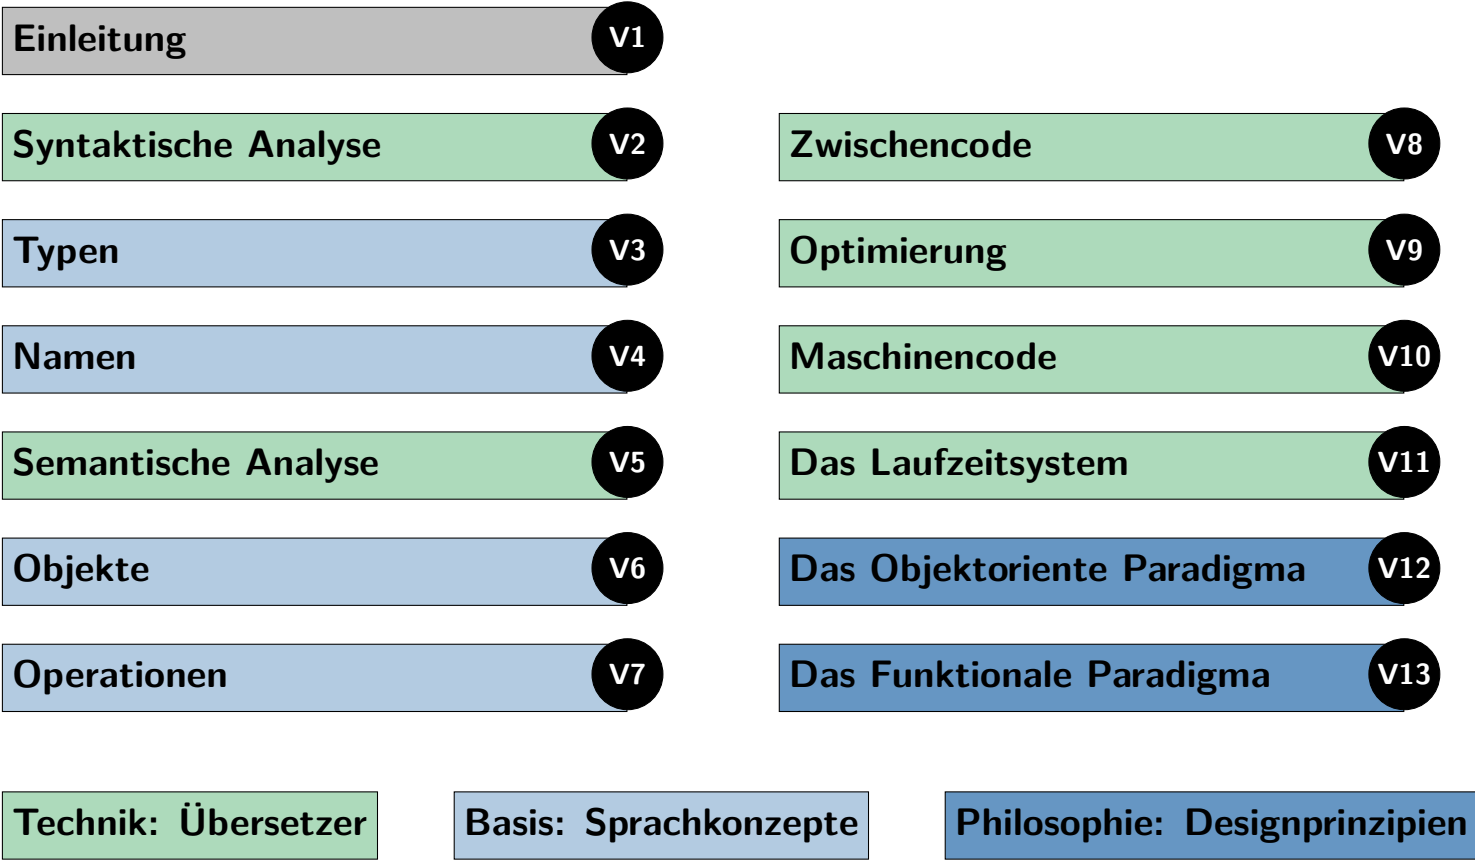 Einleitung V1
Syntaktische Analyse V2
Typen V3
Namen V4
Semantische Analyse V5
Objekte V6
Operationen V7
Zwischencode V8
Optimierung V9
Maschinencode V10
Das Laufzeitsystem V11
Das Objektoriente Paradigma V12
Das Funktionale Paradigma V13
Technik: Übersetzer
Basis: Sprachkonzepte
Philosophie: Designprinzipien